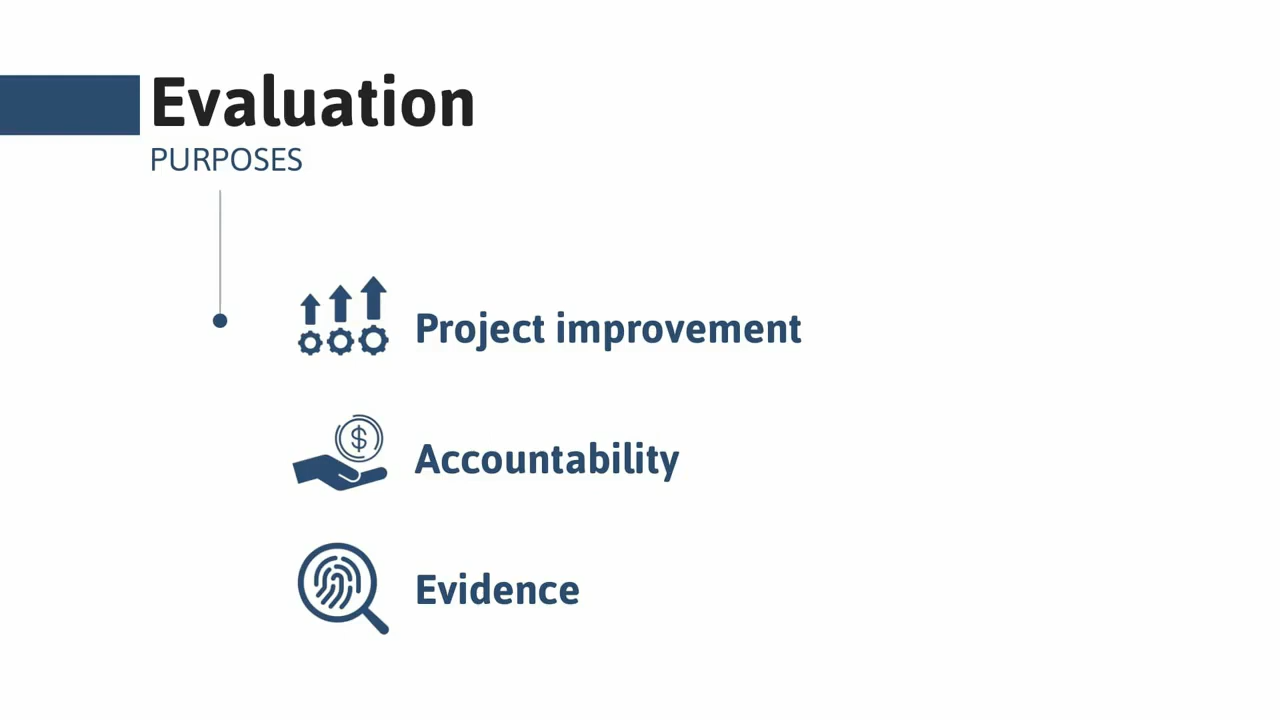 Evaluation
PURPOSES
Project improvement
$
Accountability
Evidence